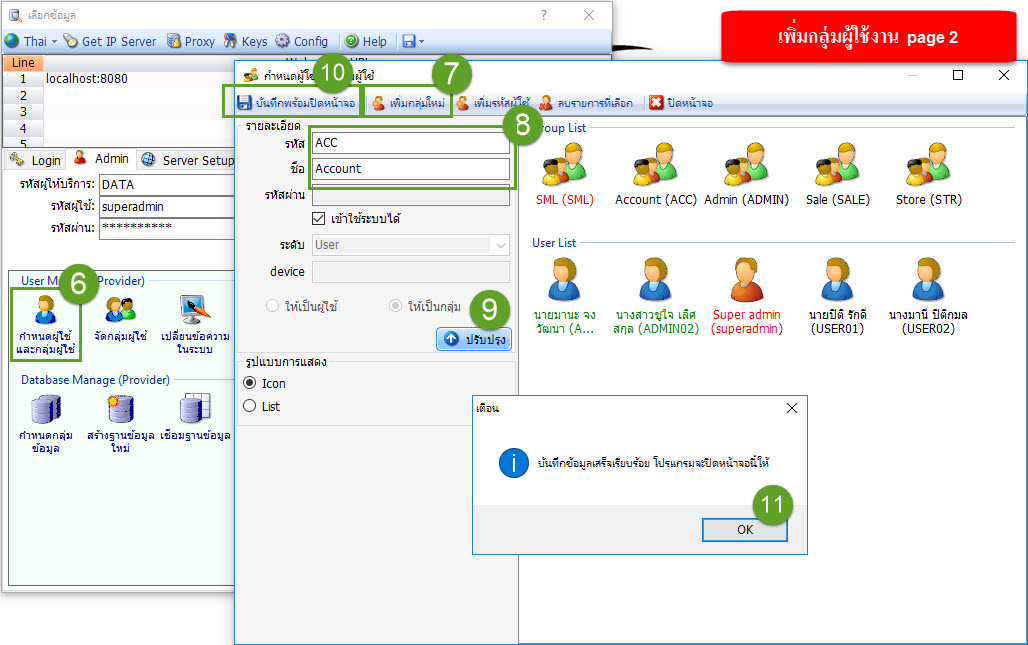 เลือกข้อมูล
?
เพิ่มกลุ่มผู้ใช้งาน page 2
Thai Get IP Server Proxy Keys Config Help
Line
1 localhost:8080
2
3
4
5
Login Admin Server Setup
รหัสผู้ให้บริการ: DATA
รหัสผู้ใช้: superadmin
รหัสผ่าน: **********
Provider)
6
กำหนดผู้ใช้
และกลุ่มผู้ใช้
จัดกลุ่มผู้ใช้
เปลี่ยนข้อความ
ในระบบ
Database Manage (Provider)
กำหนดกลุ่ม
ข้อมูล
สร้างฐานข้อมูล
ใหม่
เชื่อมฐานข้อมูล
10
7
บันทึกพร้อมปิดหน้าจอ เพิ่มกลุ่มใหม่ เพิ่มรหัสผู้ใช้ ลบรายการที่เลือก ปิดหน้าจอ
รายละเอียด
8
รหัส ACC
ชื่อ Account
รหัสผ่าน
เข้าใช้ระบบได้
ระดับ User
device
ให้เป็นผู้ใช้ ให้เป็นกลุ่ม
9
ปรับปรุง
รูปแบบการแสดง
Icon
List
Group List
SML (SML) Account (ACC) Admin (ADMIN) Sale (SALE) Store (STR)
User List
นายมานะ จง
วัฒนา (A...
นางสาวชูใจ เลิศ
สกุล (ADMIN02)
Super admin
(superadmin)
นายปิติ รักดี
(USER01)
นางมานี ปิติกมล
(USER02)
เตือน
บันทึกข้อมูลเสร็จเรียบร้อย โปรแกรมจะปิดหน้าจอนี้ให้
11
OK